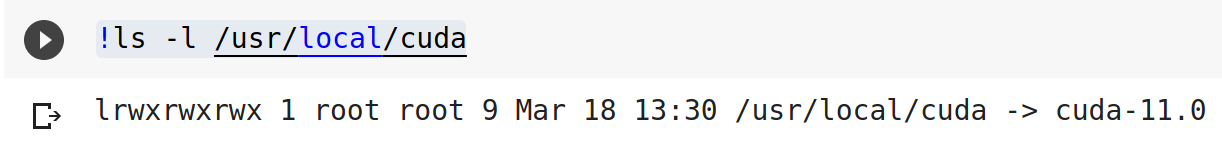 !ls -l /usr/local/cuda
lrwxrwxrwx 1 root root 9 Mar 18 13:30 /usr/local/cuda -> cuda-11.0